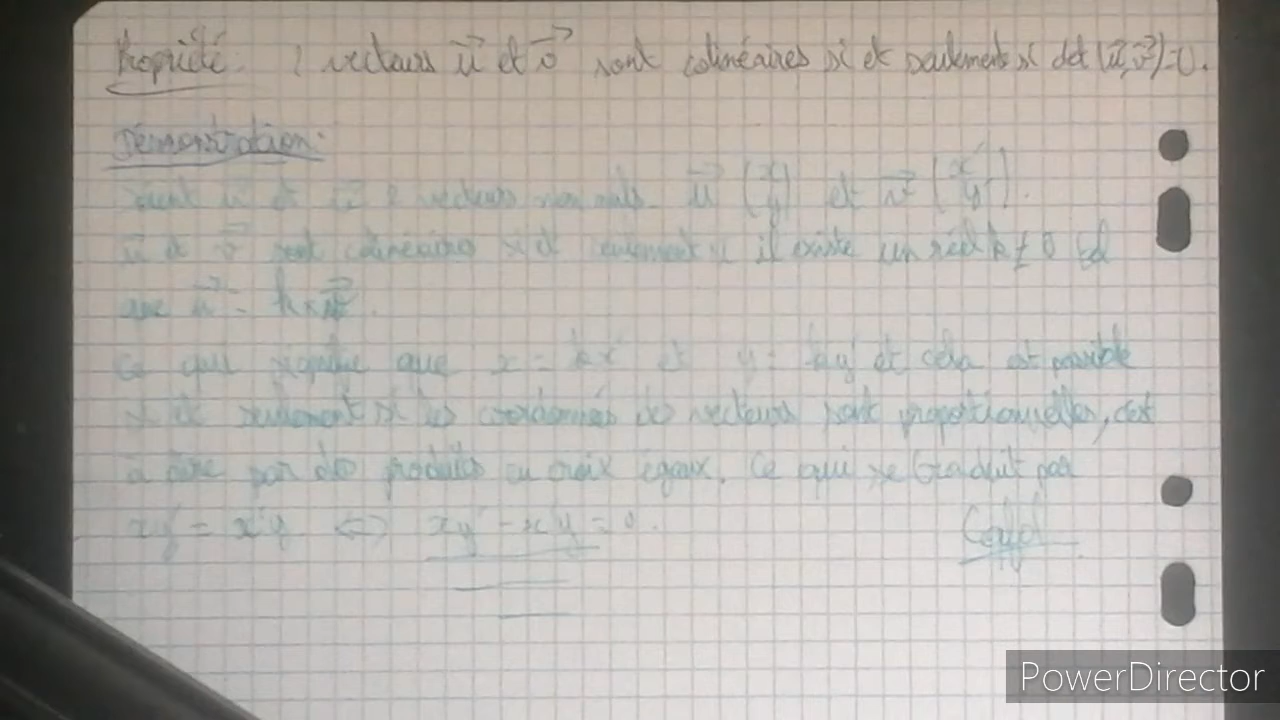 Propriété: 2 vecteurs u et v sont colinéaires si et seulement si det (u, v) = 0.
Démonstration:
Soient u et v 2 vecteurs non nuls. u (x y) et v (x' y').
u et v sont colinéaires si et seulement si il existe un réel k ≠ 0 tel
que u = k × v.
Ce qui signifie que x = kx' et y = ky' et cela est possible
si et seulement si les coordonnées des vecteurs sont proportionnelles, c'est
à dire par des produits en croix égaux. Ce qui se traduit par
xy' = x'y ⇔ xy' - x'y = 0.
PowerDirector